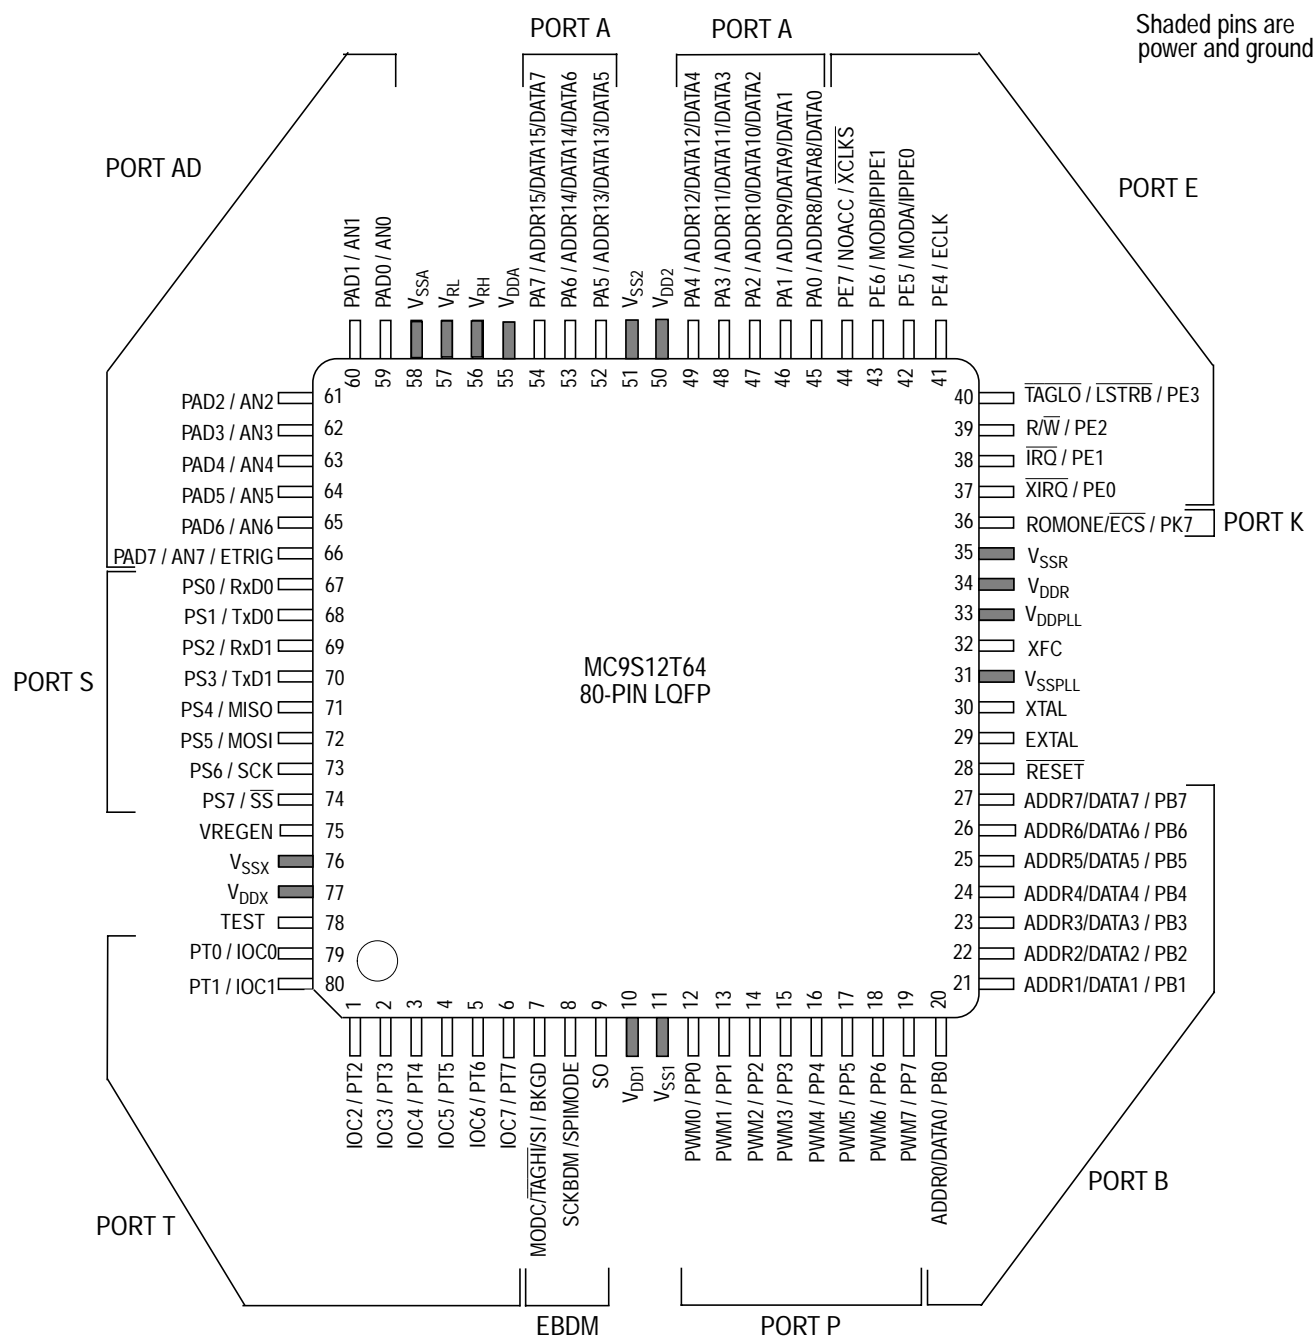 PORT A
PORT A
Shaded pins are
power and ground
PORT AD
PORT E
PAD1 / AN1
PAD0 / AN0
VSSA
VRL
VRH
VDDA
PA7 / ADDR15/DATA15/DATA7
PA6 / ADDR14/DATA14/DATA6
PA5 / ADDR13/DATA13/DATA5
VSS2
VDD2
PA4 / ADDR12/DATA12/DATA4
PA3 / ADDR11/DATA11/DATA3
PA2 / ADDR10/DATA10/DATA2
PA1 / ADDR9/DATA9/DATA1
PA0 / ADDR8/DATA8/DATA0
PE7 / NOACC / XCLKS
PE6 / MODB/IPIPE1
PE5 / MODA/IPIPE0
PE4 / ECLK
60 59 58 57 56 55 54 53 52 51 50 49 48 47 46 45 44 43 42 41
PAD2 / AN2 61
PAD3 / AN3 62
PAD4 / AN4 63
PAD5 / AN5 64
PAD6 / AN6 65
PAD7 / AN7 / ETRIG 66
PS0 / RxD0 67
PS1 / TxD0 68
PS2 / RxD1 69
PS3 / TxD1 70
PS4 / MISO 71
PS5 / MOSI 72
PS6 / SCK 73
PS7 / SS 74
VREGEN 75
VSSX 76
VDDX 77
TEST 78
PT0 / IOC0 79
PT1 / IOC1 80
PORT S
MC9S12T64
80-PIN LQFP
40 TAGLO / LSTRB / PE3
39 R/W / PE2
38 IRQ / PE1
37 XIRQ / PE0
36 ROMONE/ECS / PK7
PORT K
35 VSSR
34 VDDR
33 VDDPLL
32 XFC
31 VSSPLL
30 XTAL
29 EXTAL
28 RESET
27 ADDR7/DATA7 / PB7
26 ADDR6/DATA6 / PB6
25 ADDR5/DATA5 / PB5
24 ADDR4/DATA4 / PB4
23 ADDR3/DATA3 / PB3
22 ADDR2/DATA2 / PB2
21 ADDR1/DATA1 / PB1
1 2 3 4 5 6 7 8 9 10 11 12 13 14 15 16 17 18 19 20
IOC2 / PT2
IOC3 / PT3
IOC4 / PT4
IOC5 / PT5
IOC6 / PT6
IOC7 / PT7
MODC/TAGHI/SI / BKGD
SCKBDM /SPIMODE
SO
VDD1
VSS1
PWM0 / PP0
PWM1 / PP1
PWM2 / PP2
PWM3 / PP3
PWM4 / PP4
PWM5 / PP5
PWM6 / PP6
PWM7 / PP7
ADDR0/DATA0 / PB0
PORT B
PORT T
EBDM
PORT P